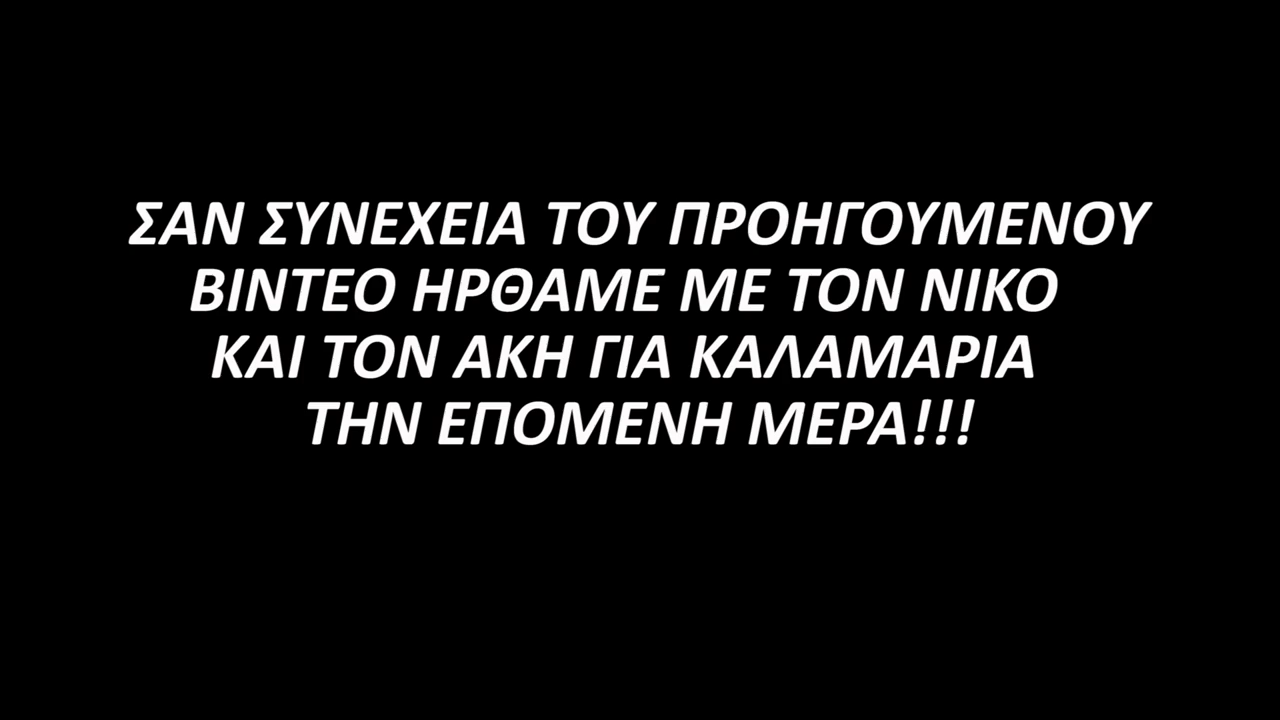 ΣΑΝ ΣΥΝΕΧΕΙΑ ΤΟΥ ΠΡΟΗΓΟΥΜΕΝΟΥ
ΒΙΝΤΕΟ ΗΡΘΑΜΕ ΜΕ ΤΟΝ ΝΙΚΟ
ΚΑΙ ΤΟΝ ΑΚΗ ΓΙΑ ΚΑΛΑΜΑΡΙΑ
ΤΗΝ ΕΠΟΜΕΝΗ ΜΕΡΑ!!!